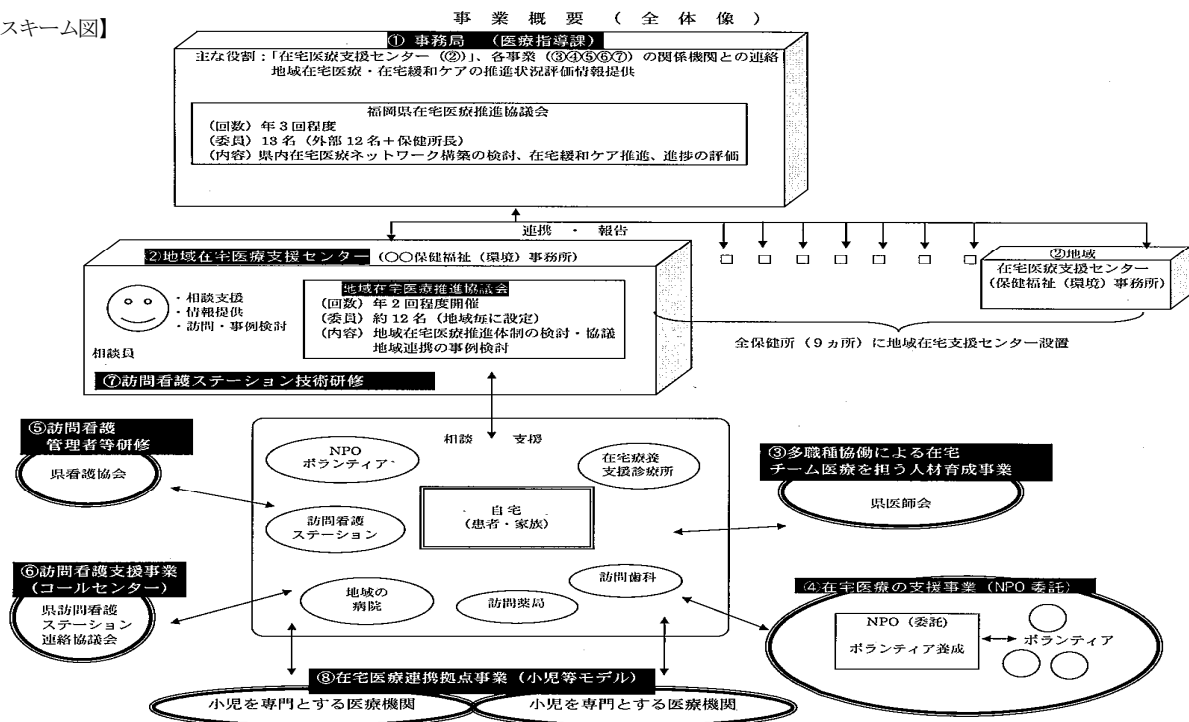 事業概要(全体像)
スキーム図】
① 事務局 (医療指導課)
主な役割:「在宅医療支援センター(②)」、各事業(③④⑤⑥⑦)の関係機関との連絡
地域在宅医療・在宅緩和ケアの推進状況評価情報提供
福岡県在宅医療推進協議会
(回数)年3回程度
(委員)13名(外部12名+保健所長)
(内容)県内在宅医療ネットワーク構築の検討、在宅緩和ケア推進、進捗の評価
連携・報告
②地域在宅医療支援センター(○○保健福祉(環境)事務所)
・相談支援
・情報提供
・訪問・事例検討
相談員
地域在宅医療推進協議会
(回数)年2回程度開催
(委員)約12名(地域毎に設定)
(内容)地域在宅医療推進体制の検討・協議
地域連携の事例検討
⑦訪問看護ステーション技術研修
②地域
在宅医療支援センター
(保健福祉(環境)事務所)
全保健所(9ヵ所)に地域在宅支援センター設置
相談 支援
NPO
ボランティア
在宅療養
支援診療所
自宅
(患者・家族)
訪問看護
ステーション
地域の
病院
訪問薬局
訪問歯科
⑤訪問看護
管理者等研修
県看護協会
⑥訪問看護支援事業
(コールセンター)
県訪問看護
ステーション
連絡協議会
③多職種協働による在宅
チーム医療を担う人材育成事業
県医師会
④在宅医療の支援事業(NPO委託)
NPO(委託)
ボランティア養成
ボランティア
⑧在宅医療連携拠点事業(小児等モデル)
小児を専門とする医療機関
小児を専門とする医療機関